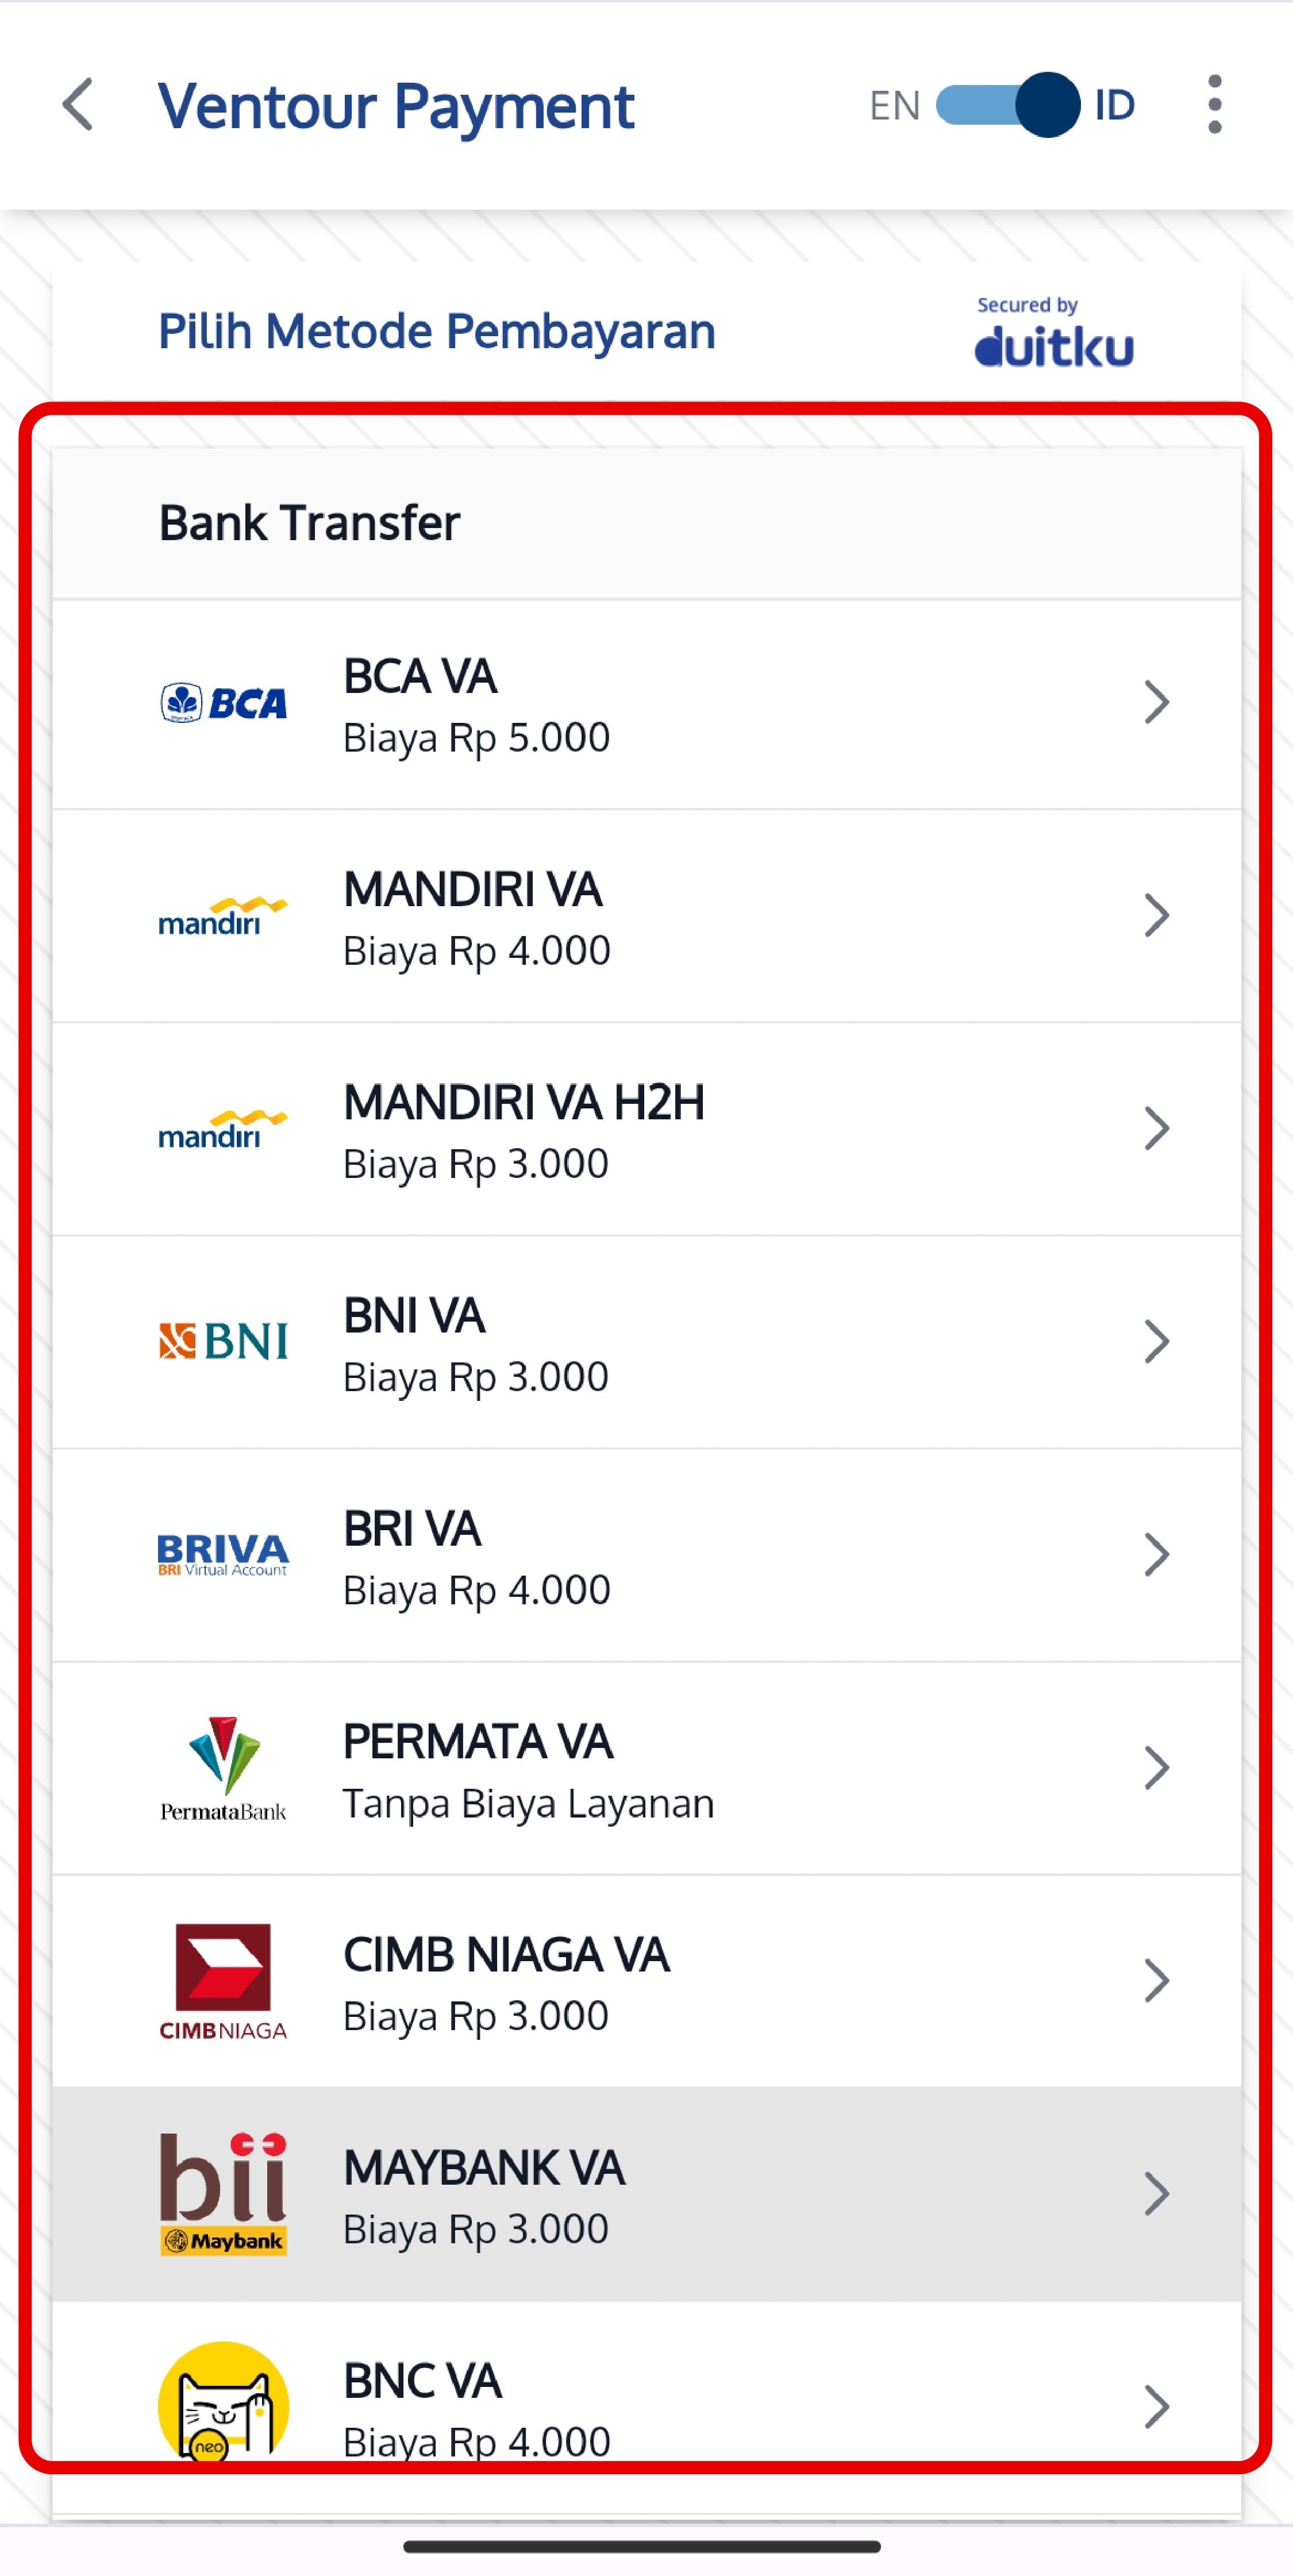 Ventour Payment
EN
ID
Pilih Metode Pembayaran
Secured by
duitku
Bank Transfer
BCA
BCA VA
Biaya Rp 5.000
mandiri
MANDIRI VA
Biaya Rp 4.000
mandiri
MANDIRI VA H2H
Biaya Rp 3.000
BNI
BNI VA
Biaya Rp 3.000
BRIVA
BRI Virtual Account
BRI VA
Biaya Rp 4.000
PermataBank
PERMATA VA
Tanpa Biaya Layanan
CIMBNIAGA
CIMB NIAGA VA
Biaya Rp 3.000
bii
Maybank
MAYBANK VA
Biaya Rp 3.000
neo
BNC VA
Biaya Rp 4.000